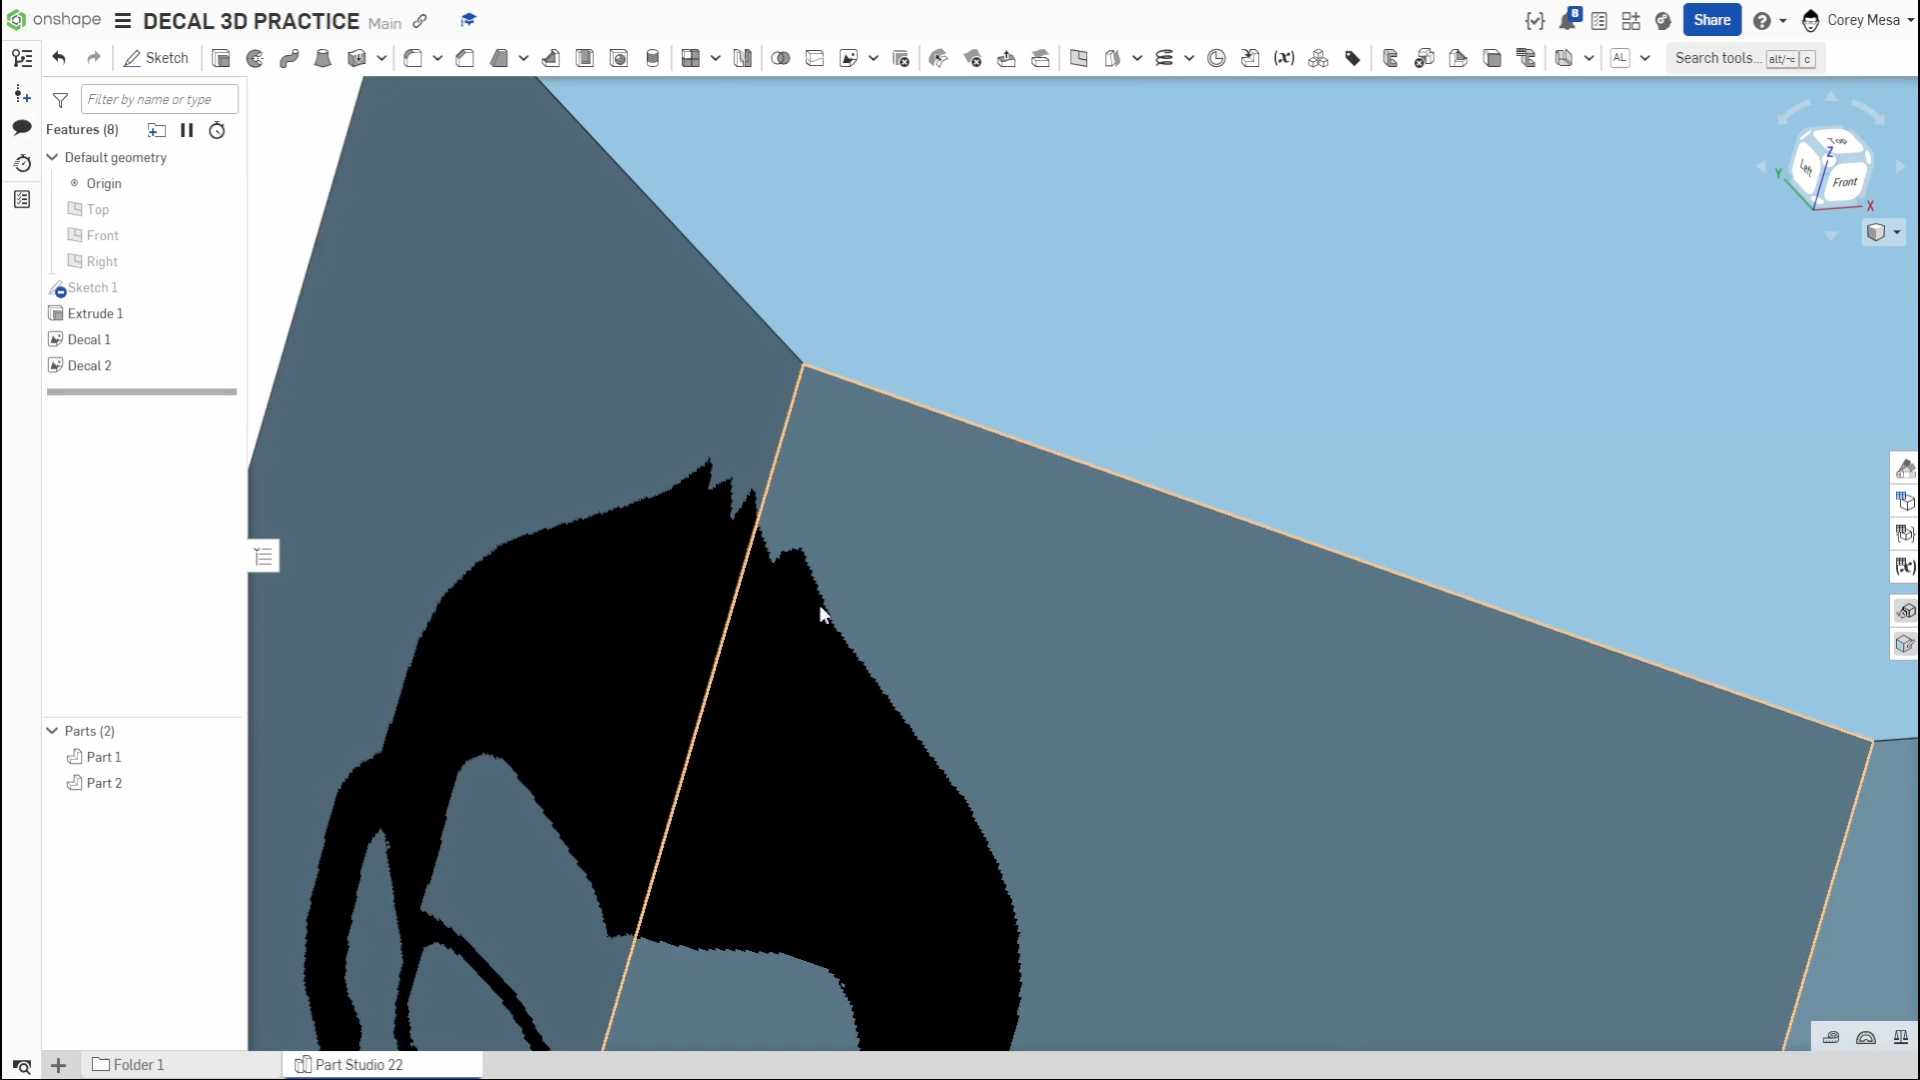 onshape DECAL 3D PRACTICE Main
8 Share Corey Mesa
Sketch
AL Search tools... alt/⌥ c
Filter by name or type
Features (8)
Default geometry
Origin
Top
Front
Right
Sketch 1
Extrude 1
Decal 1
Decal 2
Top
Z
Left
Front
Y
X
Parts (2)
Part 1
Part 2
Folder 1
Part Studio 22